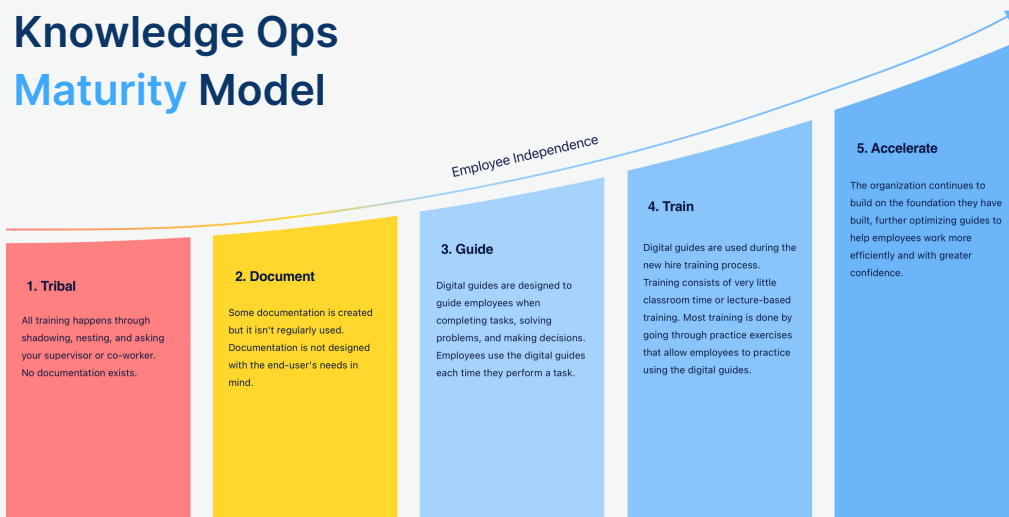 Knowledge Ops
Maturity Model
Employee Independence
1. Tribal
All training happens through
shadowing, nesting, and asking
your supervisor or co-worker.
No documentation exists.
2. Document
Some documentation is created
but it isn't regularly used.
Documentation is not designed
with the end-user's needs in
mind.
3. Guide
Digital guides are designed to
guide employees when
completing tasks, solving
problems, and making decisions.
Employees use the digital guides
each time they perform a task.
4. Train
Digital guides are used during the
new hire training process.
Training consists of very little
classroom time or lecture-based
training. Most training is done by
going through practice exercises
that allow employees to practice
using the digital guides.
5. Accelerate
The organization continues to
build on the foundation they have
built, further optimizing guides to
help employees work more
efficiently and with greater
confidence.